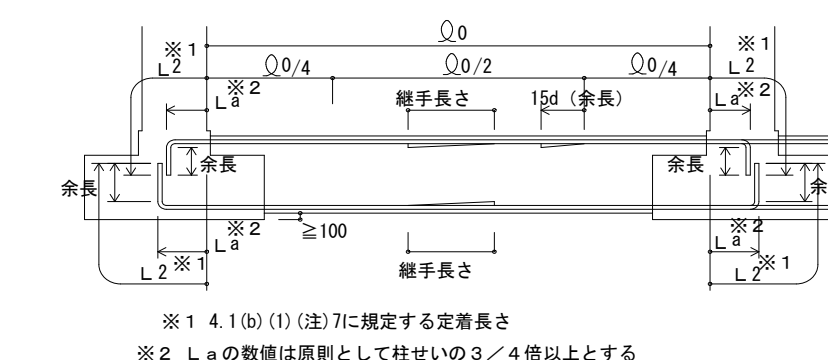 ℓ0
※1
L2
ℓ0/4
ℓ0/2
ℓ0/4
※1
L2
※2
La
継手長さ
15d（余長）
La
※2
余長
余長
余長
余
※2
La
≧100
※2
La
L2
※1
継手長さ
L2
※1
※1 4.1(b)(1)(注)7に規定する定着長さ
※2 Laの数値は原則として柱せいの3／4倍以上とする